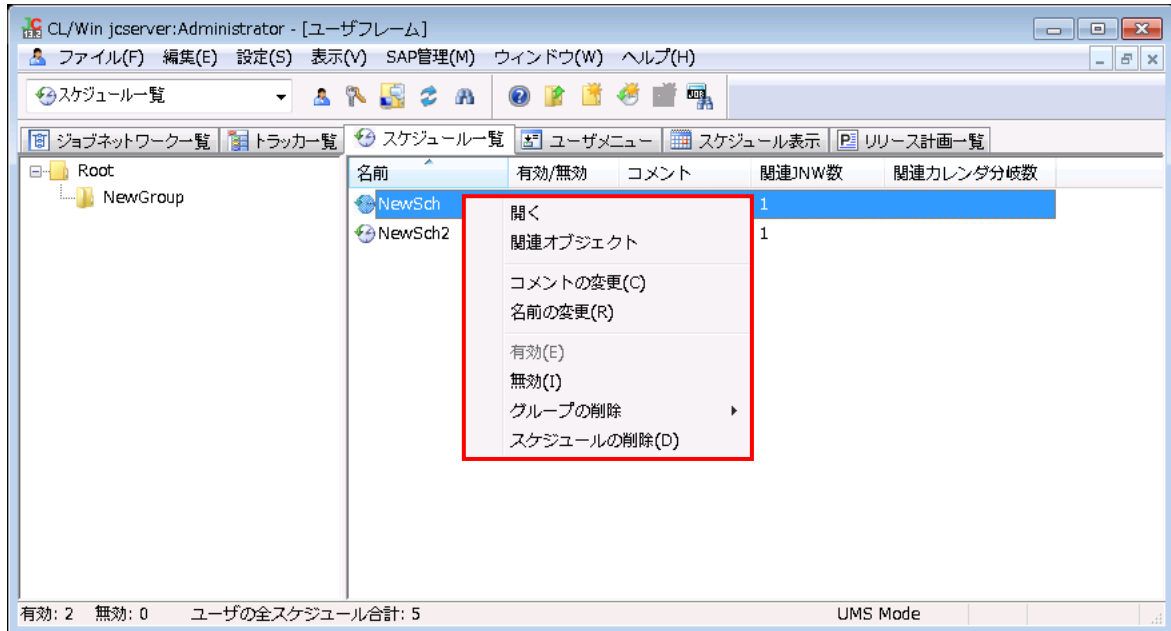 CL/Win jcserver:Administrator - [ユーザフレーム]
ファイル(F) 編集(E) 設定(S) 表示(V) SAP管理(M) ウィンドウ(W) ヘルプ(H)
スケジュール一覧
ジョブネットワーク一覧 トラッカ一覧 スケジュール一覧 ユーザメニュー スケジュール表示 リリース計画一覧
Root
NewGroup
名前 有効/無効 コメント 関連JNW数 関連カレンダ分岐数
NewSch 1
NewSch2 1
開く
関連オブジェクト
コメントの変更(C)
名前の変更(R)
有効(E)
無効(I)
グループの削除
スケジュールの削除(D)
有効: 2 無効: 0 ユーザの全スケジュール合計: 5 UMS Mode